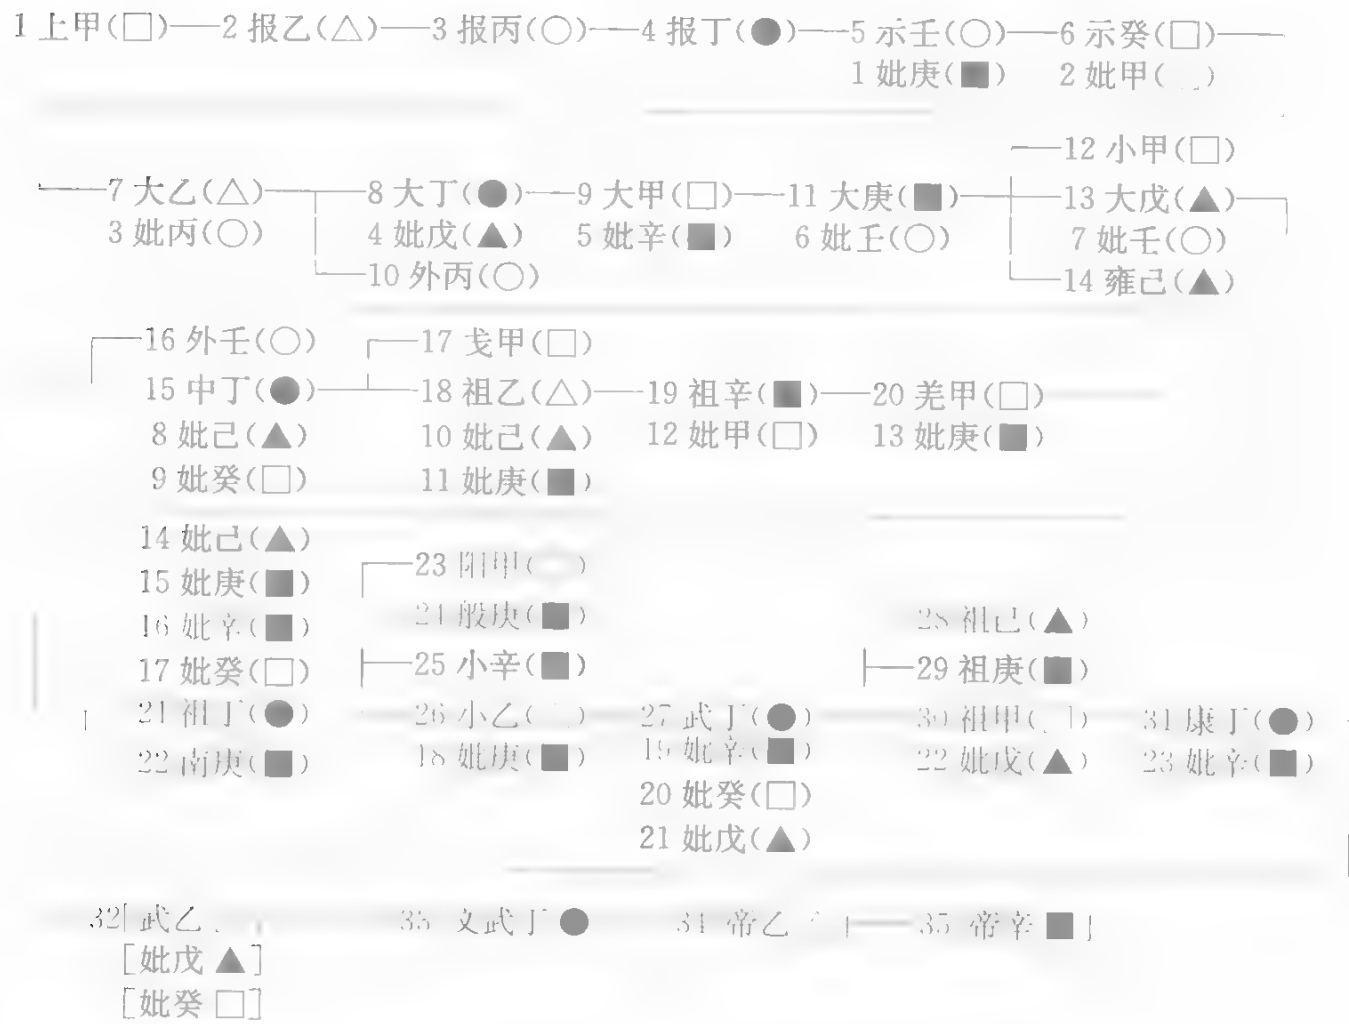 1 上甲(□)—2 报乙(△)—3 报丙(○)—4 报丁(●)—5 示壬(○)—6 示癸(□)—
1 妣庚(■) 2 妣甲( )
12 小甲(□)
7 大乙(△) 8 大丁(●)—9 大甲(□)—11 大庚(■) 13 大戊(▲)
3 妣丙(○) 4 妣戊(▲) 5 妣辛(■) 6 妣壬(○) 7 妣壬(○)
10 外丙(○) 14 雍己(▲)
16 外壬(○) 17 戋甲(□)
15 中丁(●) 18 祖乙(△)—19 祖辛(■)—20 羌甲(□)
8 妣己(▲) 10 妣己(▲) 12 妣甲(□) 13 妣庚(■)
9 妣癸(□) 11 妣庚(■)
14 妣己(▲)
23 阳甲( )
15 妣庚(■)
24 般庚(■) 28 祖己(▲)
16 妣辛(■)
17 妣癸(□) 25 小辛(■) 29 祖庚(■)
21 祖丁(●) 26 小乙( ) 27 武丁(●) 30 祖甲( ) 31 康丁(●)
22 南庚(■) 18 妣庚(■) 19 妣辛(■) 22 妣戊(▲) 23 妣辛(■)
20 妣癸(□)
21 妣戊(▲)
32[武乙 33 文武丁 ● 34 帝乙 35 帝辛 ■]
[妣戊 ▲]
[妣癸 □]